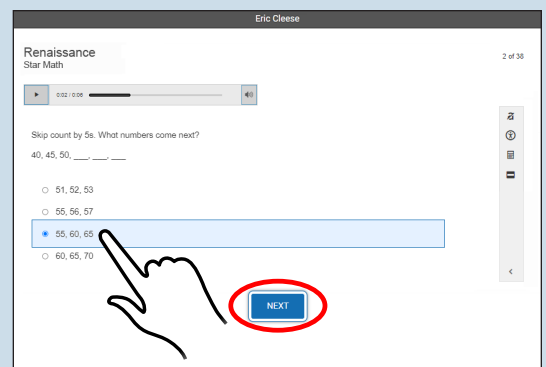 Eric Cleese
Renaissance
Star Math
2 of 38
0:02 / 0:06
Skip count by 5s. What numbers come next?
40, 45, 50, ___, ___, ___
51, 52, 53
55, 56, 57
55, 60, 65
60, 65, 70
NEXT